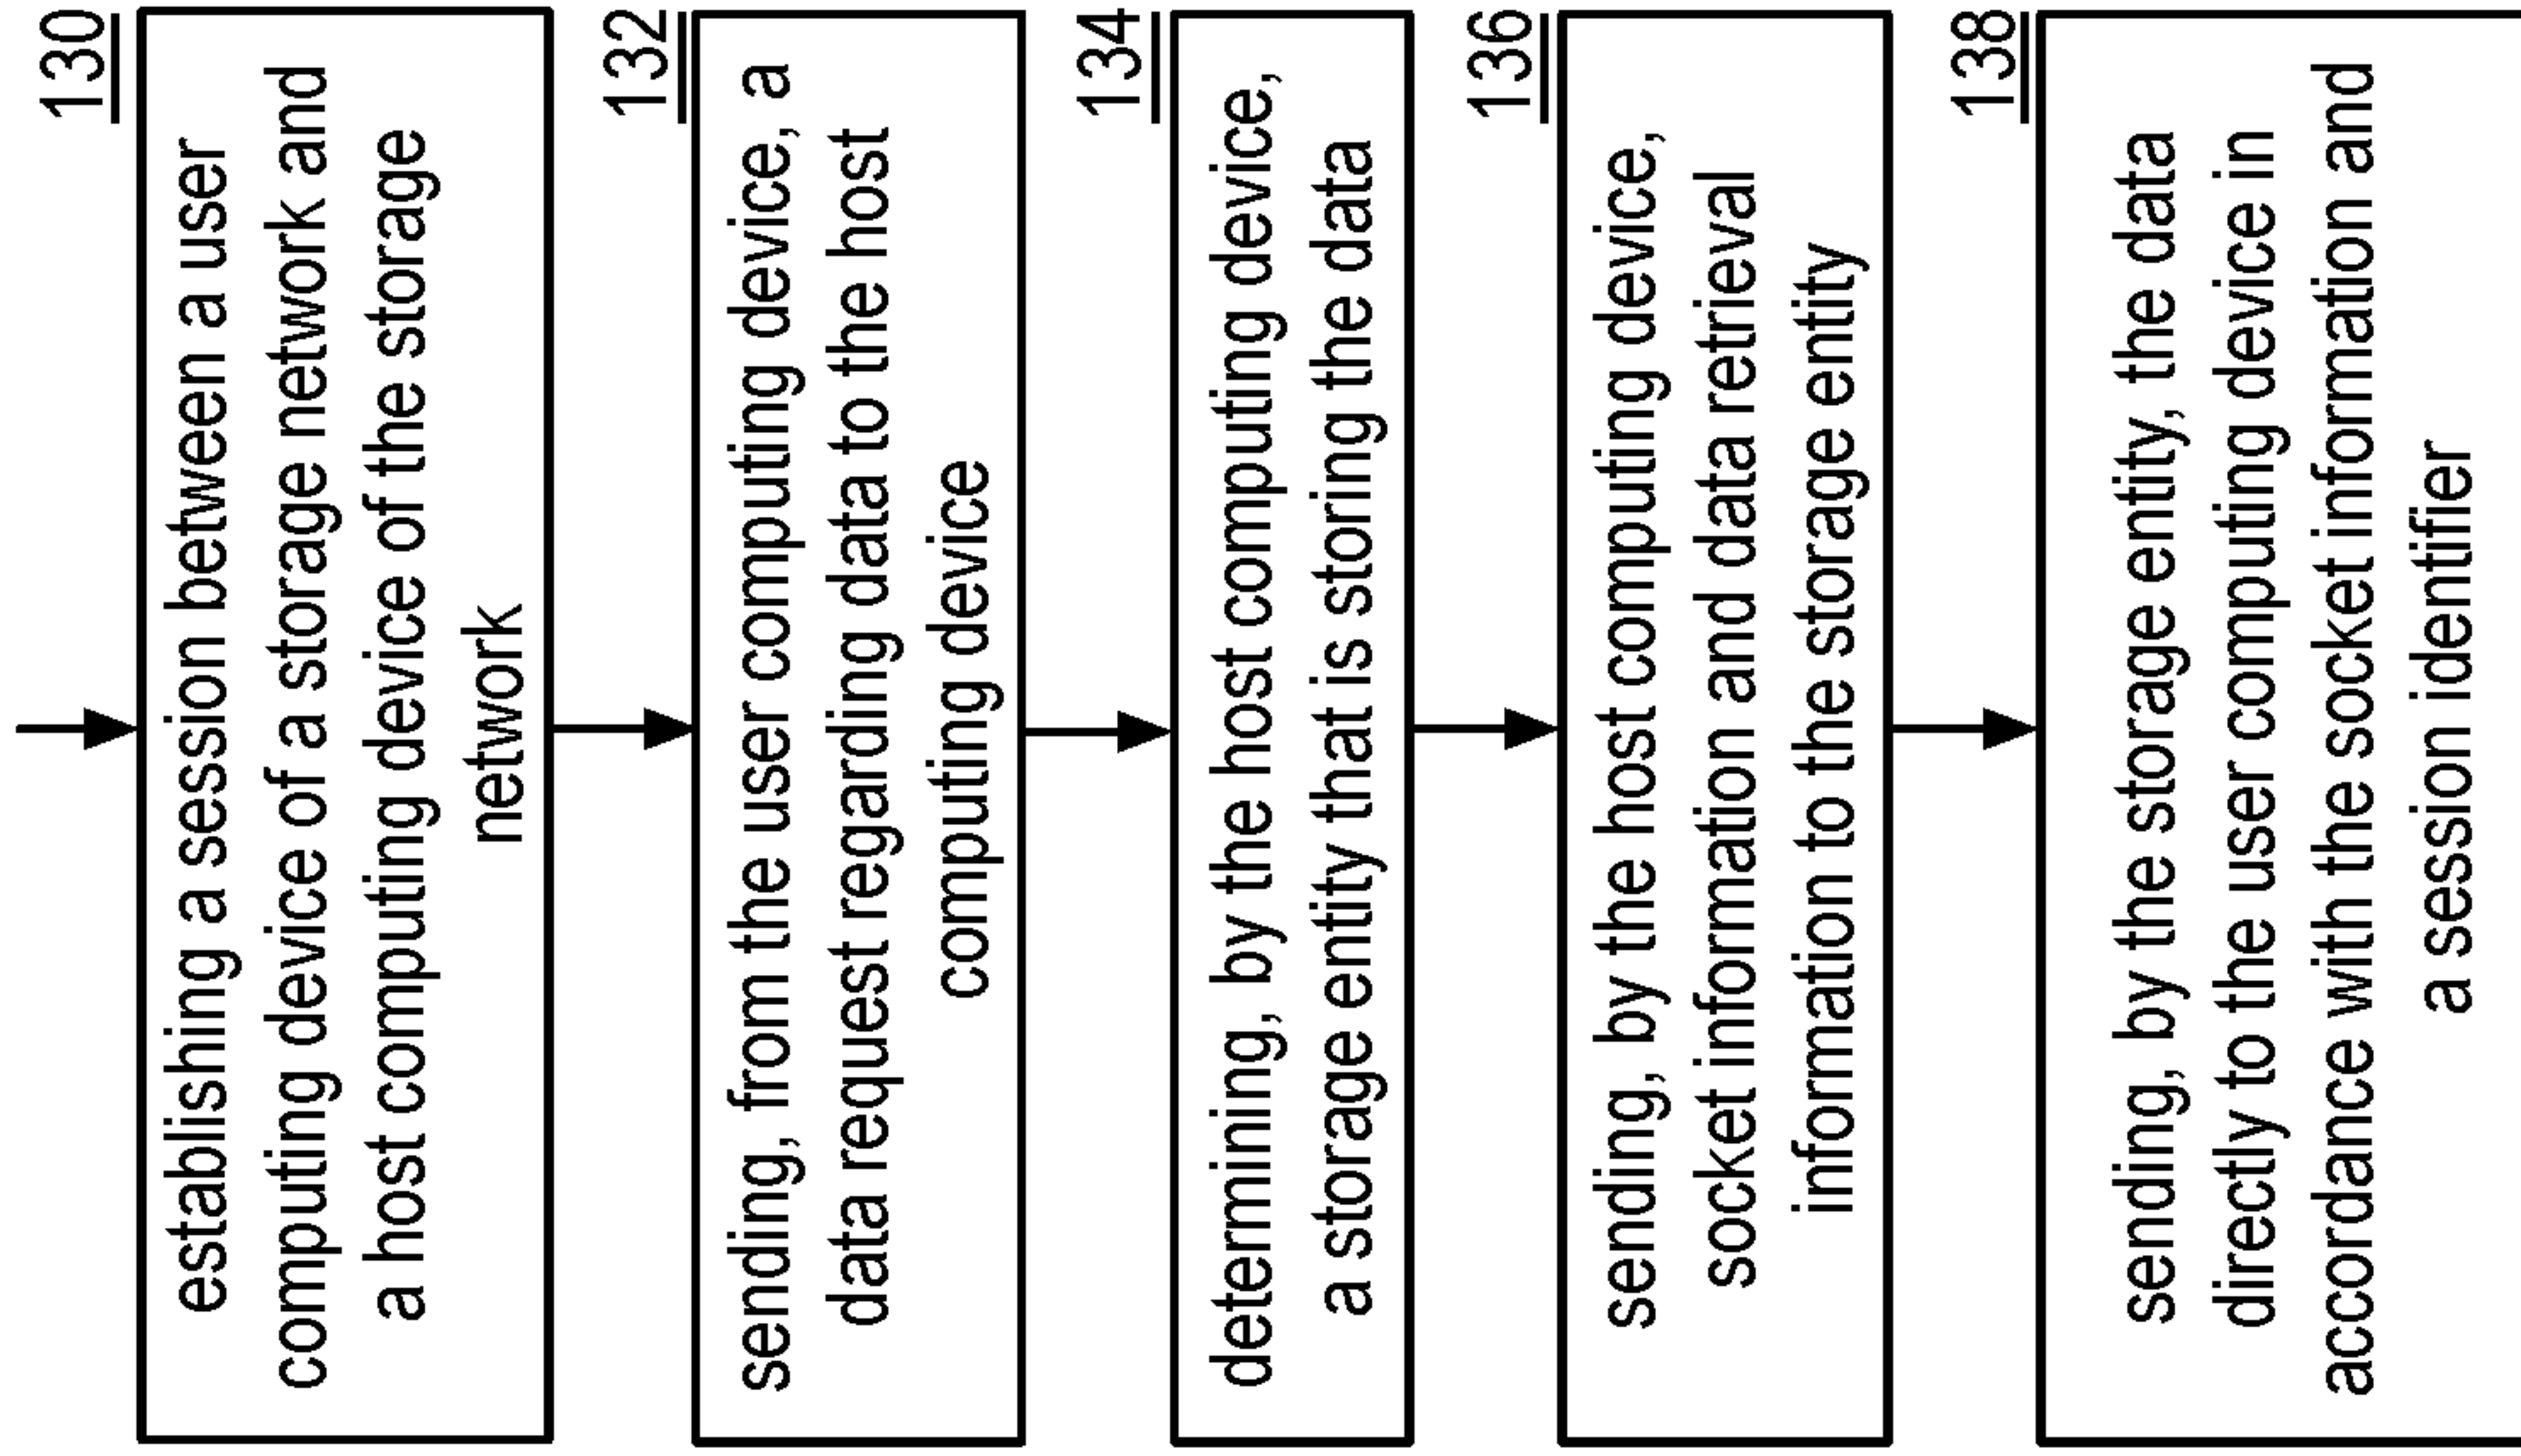 130
establishing a session between a user
computing device of a storage network and
a host computing device of the storage
network
132
sending, from the user computing device, a
data request regarding data to the host
computing device
134
determining, by the host computing device,
a storage entity that is storing the data
136
sending, by the host computing device,
socket information and data retrieval
information to the storage entity
138
sending, by the storage entity, the data
directly to the user computing device in
accordance with the socket information and
a session identifier